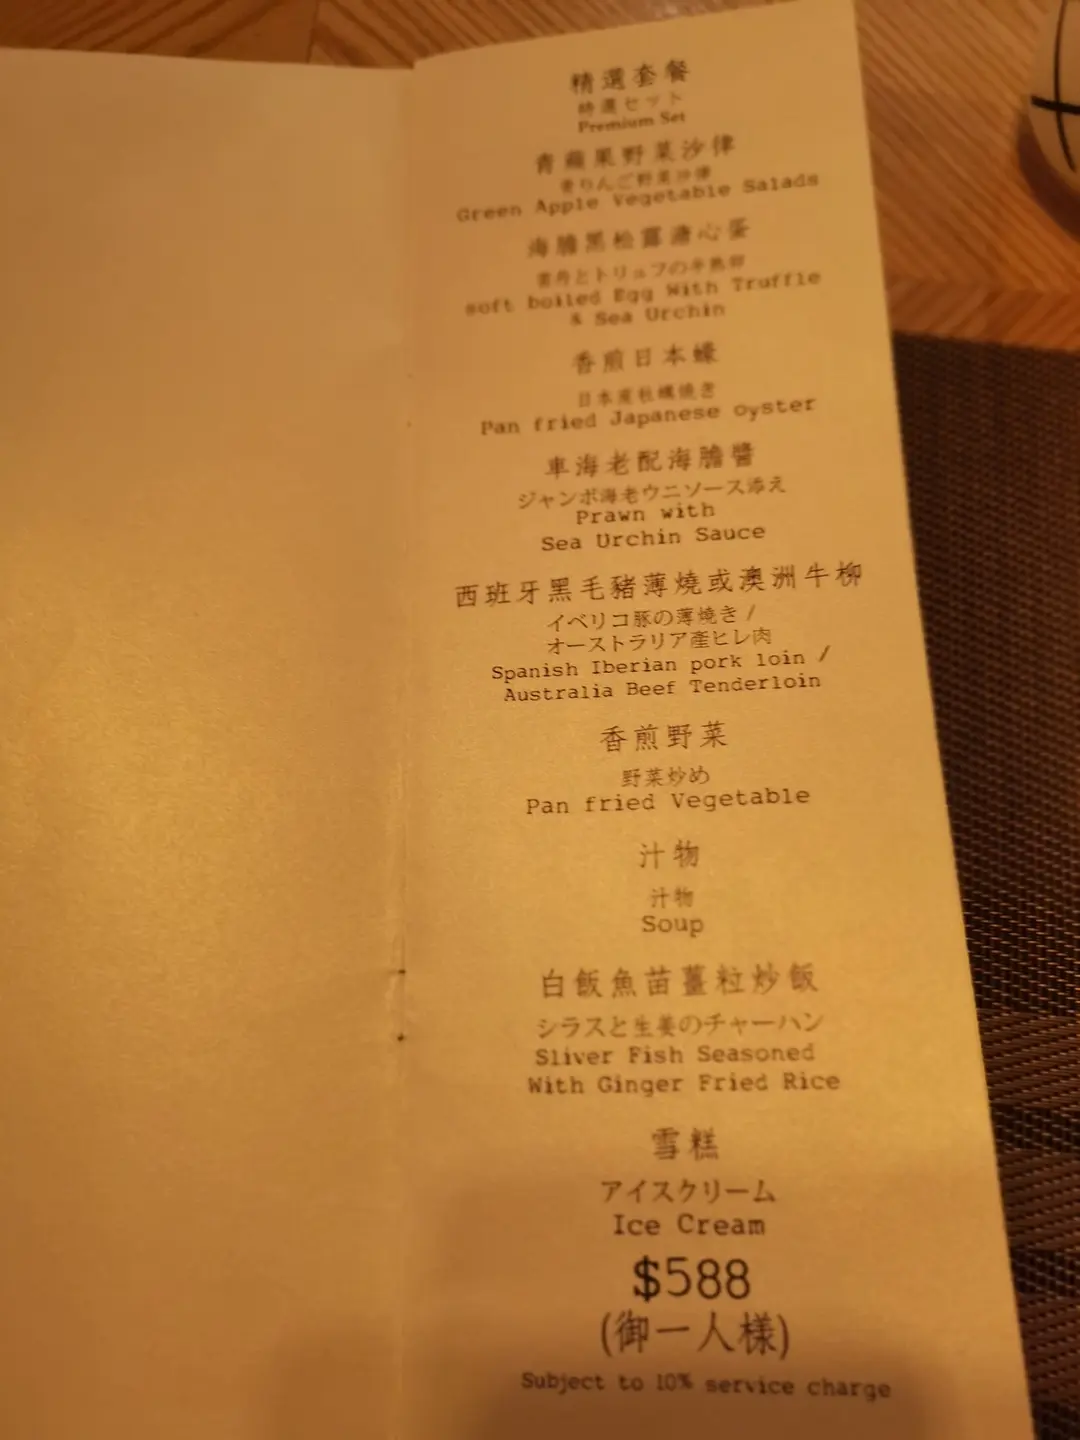 精選套餐
特選セット
Premium Set
青蘋果野菜沙律
青りんご野菜沙律
Green Apple Vegetable Salads
海膽黑松露溏心蛋
雲丹とトリュフの半熟卵
soft boiled Egg With Truffle
& Sea Urchin
香煎日本蠔
日本産牡蠣焼き
Pan fried Japanese oyster
車海老配海膽醬
ジャンボ海老ウニソース添え
Prawn with
Sea Urchin Sauce
西班牙黑毛豬薄燒或澳洲牛柳
イベリコ豚の薄焼き /
オーストラリア産ヒレ肉
Spanish Iberian pork loin /
Australia Beef Tenderloin
香煎野菜
野菜炒め
Pan fried Vegetable
汁物
汁物
Soup
白飯魚苗薑粒炒飯
シラスと生姜のチャーハン
Sliver Fish Seasoned
With Ginger Fried Rice
雪糕
アイスクリーム
Ice Cream
$588
(御一人様)
Subject to 10% service charge